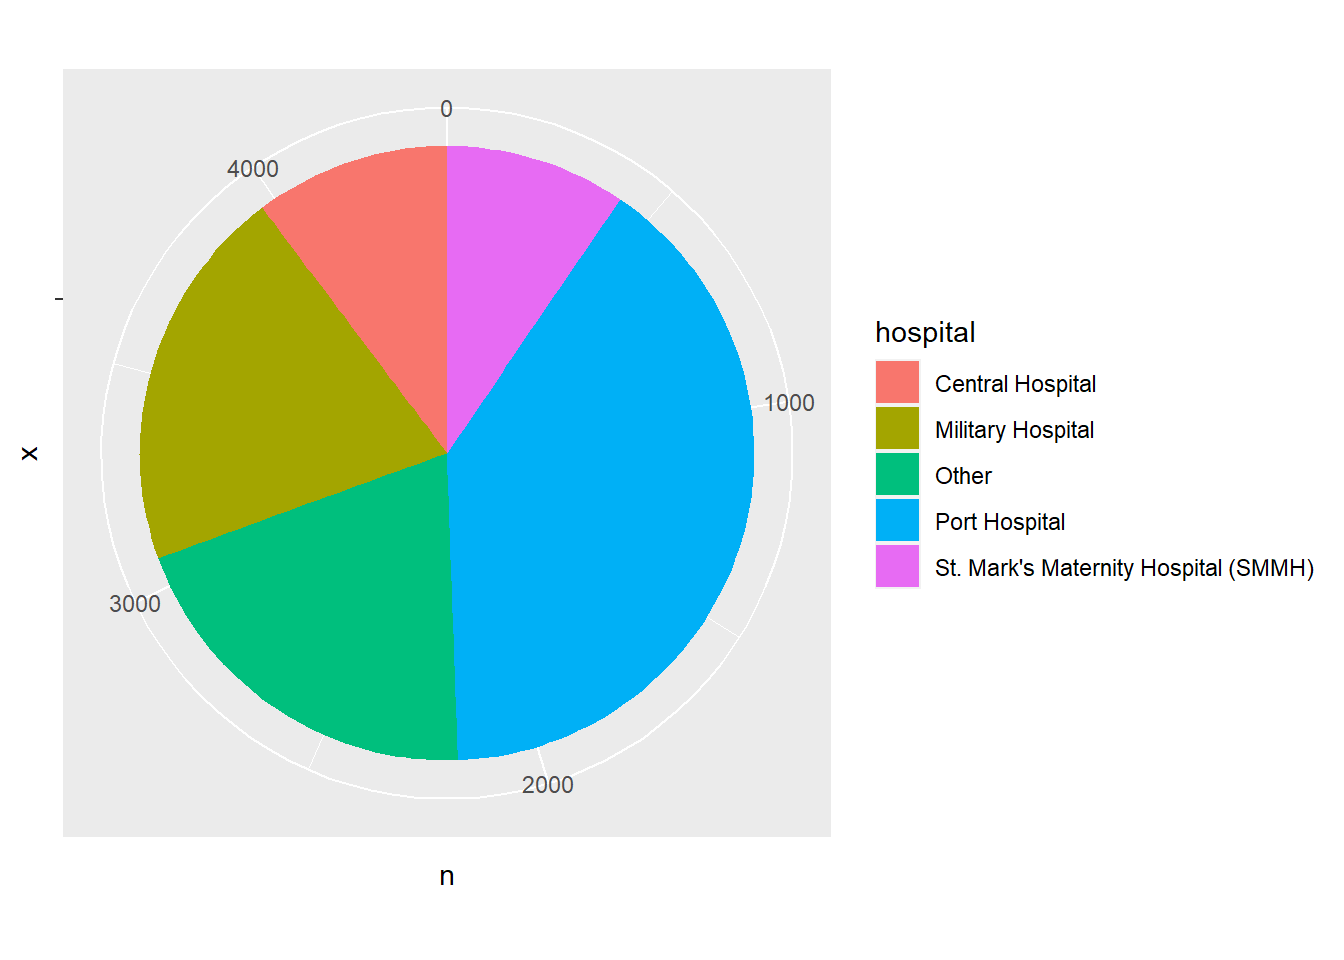 0
4000
1000
3000
2000
x
n
hospital
Central Hospital
Military Hospital
Other
Port Hospital
St. Mark's Maternity Hospital (SMMH)